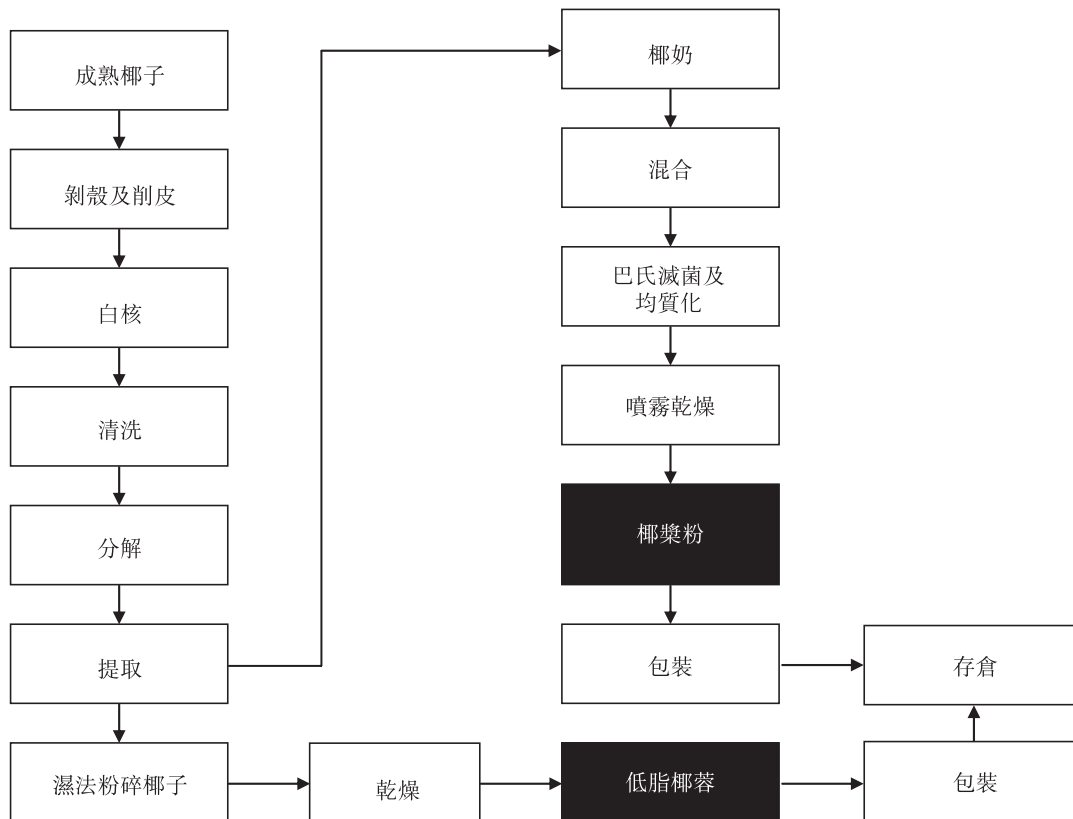 成熟椰子
剝殼及削皮
白核
清洗
分解
提取
濕法粉碎椰子
乾燥
椰奶
混合
巴氏滅菌及
均質化
噴霧乾燥
椰漿粉
包裝
低脂椰蓉
存倉
包裝